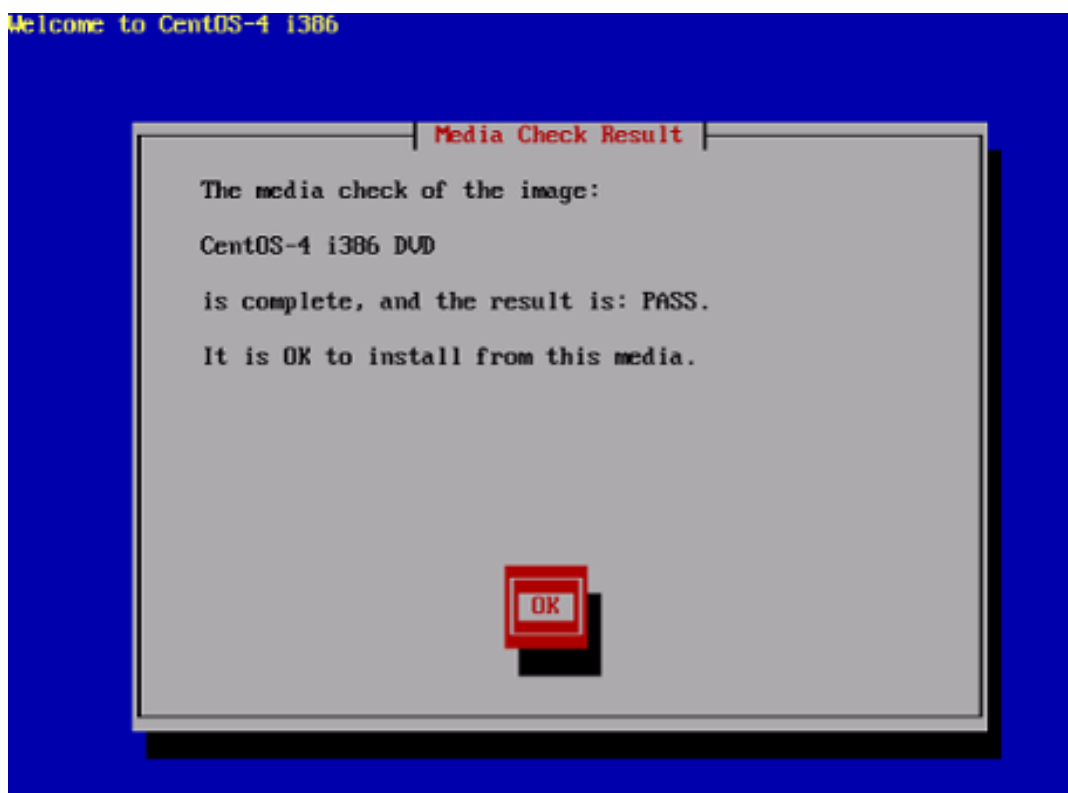 Welcome to CentOS-4 i386
Media Check Result
The media check of the image:
CentOS-4 i386 DVD
is complete, and the result is: PASS.
It is OK to install from this media.
OK